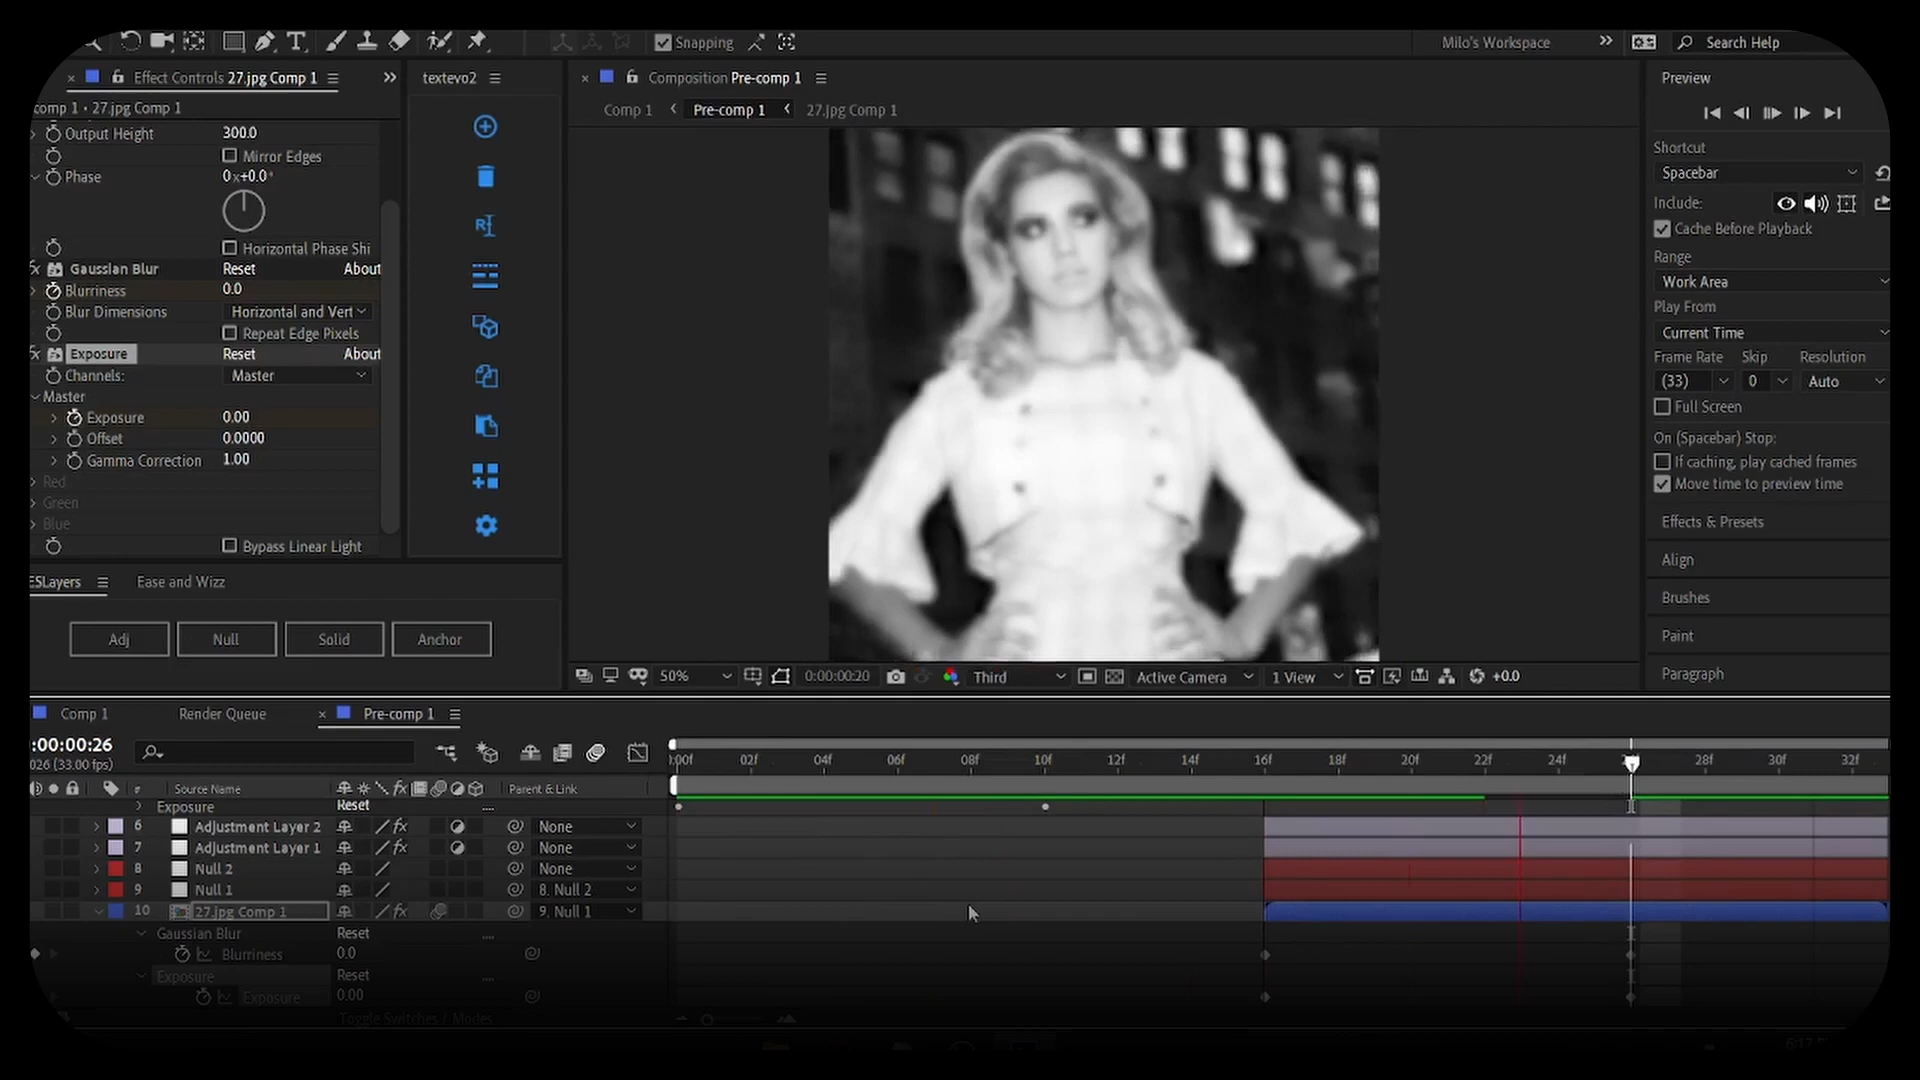 Snapping
Milo's Workspace
Search Help
Effect Controls 27.jpg Comp 1
textevo2
Composition Pre-comp 1
Preview
comp 1 • 27.jpg Comp 1
Comp 1
Pre-comp 1
27.jpg Comp 1
Output Height 300.0
Mirror Edges
Phase 0x+0.0°
Horizontal Phase Shi
Gaussian Blur Reset About
Blurriness 0.0
Blur Dimensions Horizontal and Vert
Repeat Edge Pixels
Exposure Reset About
Channels: Master
Master
Exposure 0.00
Offset 0.0000
Gamma Correction 1.00
Red
Green
Blue
Bypass Linear Light
Shortcut
Spacebar
Include:
Cache Before Playback
Range
Work Area
Play From
Current Time
Frame Rate Skip Resolution
(33) 0 Auto
Full Screen
On (Spacebar) Stop:
If caching, play cached frames
Move time to preview time
Effects & Presets
Align
Brushes
Paint
Paragraph
ESLayers
Ease and Wizz
Adj
Null
Solid
Anchor
50%
0:00:00:20
Third
Active Camera
1 View
+0.0
Comp 1
Render Queue
Pre-comp 1
:00:00:26
026 (33.00 fps)
:00f 02f 04f 06f 08f 10f 16f 18f 20f 22f 24f 28f 30f 32f
# Source Name
Parent & Link
Exposure Reset
6 Adjustment Layer 2 None
7 Adjustment Layer 1 None
8 Null 2 None
9 Null 1 8. Null 2
10 27.jpg Comp 1 9. Null 1
Gaussian Blur Reset
Blurriness 0.0
Exposure Reset
Exposure 0.00
Toggle Switches / Modes